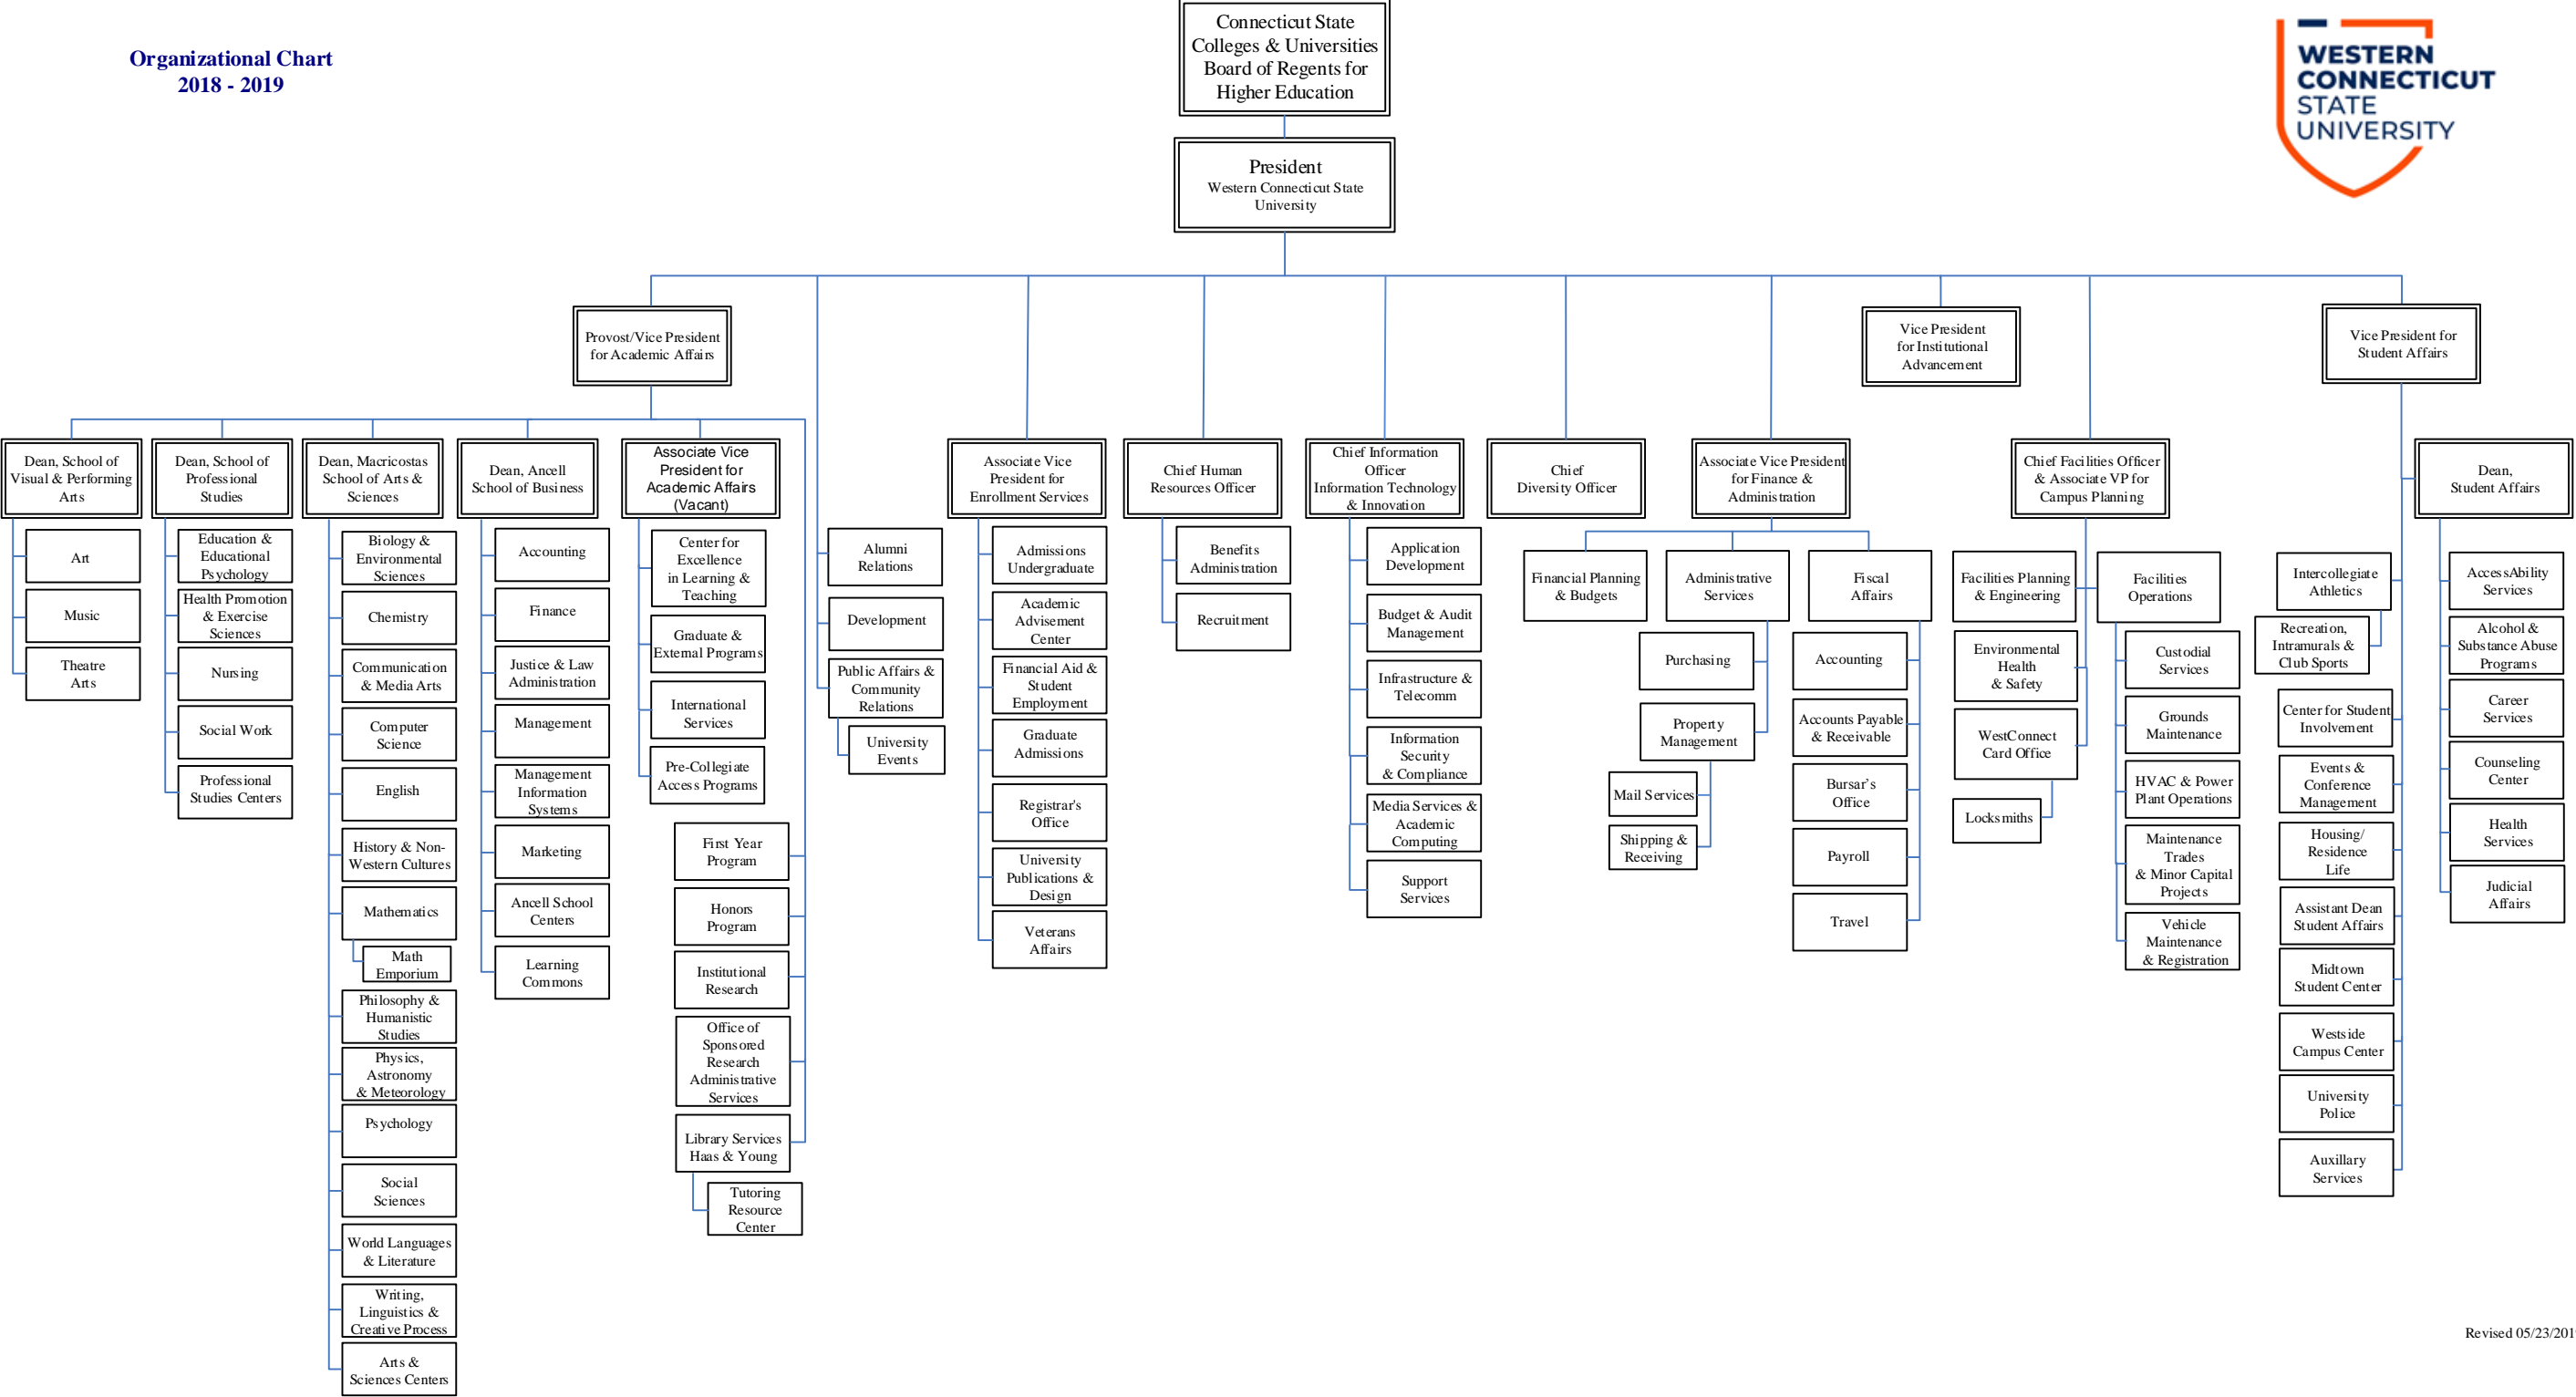 Organizational Chart
2018 - 2019
Connecticut State
Colleges & Universities
Board of Regents for
Higher Education
WESTERN
CONNECTICUT
STATE
UNIVERSITY
President
Western Connecticut State
University
Provost/Vice President
for Academic Affairs
Vice President
for Institutional
Advancement
Vice President for
Student Affairs
Dean, School of
Visual & Performing
Arts
Dean, School of
Professional
Studies
Dean, Macricostas
School of Arts &
Sciences
Dean, Ancell
School of Business
Associate Vice
President for
Academic Affairs
(Vacant)
Associate Vice
President for
Enrollment Services
Chief Human
Resources Officer
Chief Information
Officer
Information Technology
& Innovation
Chief
Diversity Officer
Associate Vice President
for Finance &
Administration
Chief Facilities Officer
& Associate VP for
Campus Planning
Dean,
Student Affairs
Art
Music
Theatre
Arts
Education &
Educational
Psychology
Health Promotion
& Exercise
Sciences
Nursing
Social Work
Professional
Studies Centers
Biology &
Environmental
Sciences
Chemistry
Communication
& Media Arts
Computer
Science
English
History & Non-
Western Cultures
Mathematics
Math
Emporium
Philosophy &
Humanistic
Studies
Physics,
Astronomy
& Meteorology
Psychology
Social
Sciences
World Languages
& Literature
Writing,
Linguistics &
Creative Process
Arts &
Sciences Centers
Accounting
Finance
Justice & Law
Administration
Management
Management
Information
Systems
Marketing
Ancell School
Centers
Learning
Commons
Center for
Excellence
in Learning &
Teaching
Graduate &
External Programs
International
Services
Pre-Collegiate
Access Programs
First Year
Program
Honors
Program
Institutional
Research
Office of
Sponsored
Research
Administrative
Services
Library Services
Haas & Young
Tutoring
Resource
Center
Alumni
Relations
Development
Public Affairs &
Community
Relations
University
Events
Admissions
Undergraduate
Academic
Advisement
Center
Financial Aid &
Student
Employment
Graduate
Admissions
Registrar's
Office
University
Publications &
Design
Veterans
Affairs
Benefits
Administration
Recruitment
Application
Development
Budget & Audit
Management
Infrastructure &
Telecomm
Information
Security
& Compliance
Media Services &
Academic
Computing
Support
Services
Financial Planning
& Budgets
Administrative
Services
Fiscal
Affairs
Purchasing
Property
Management
Mail Services
Shipping &
Receiving
Accounting
Accounts Payable
& Receivable
Bursar’s
Office
Payroll
Travel
Facilities Planning
& Engineering
Facilities
Operations
Environmental
Health
& Safety
WestConnect
Card Office
Locksmiths
Custodial
Services
Grounds
Maintenance
HVAC & Power
Plant Operations
Maintenance
Trades
& Minor Capital
Projects
Vehicle
Maintenance
& Registration
Intercollegiate
Athletics
Recreation,
Intramurals &
Club Sports
Center for Student
Involvement
Events &
Conference
Management
Housing/
Residence
Life
Assistant Dean
Student Affairs
Midtown
Student Center
Westside
Campus Center
University
Police
Auxillary
Services
AccessAbility
Services
Alcohol &
Substance Abuse
Programs
Career
Services
Counseling
Center
Health
Services
Judicial
Affairs
Revised 05/23/201